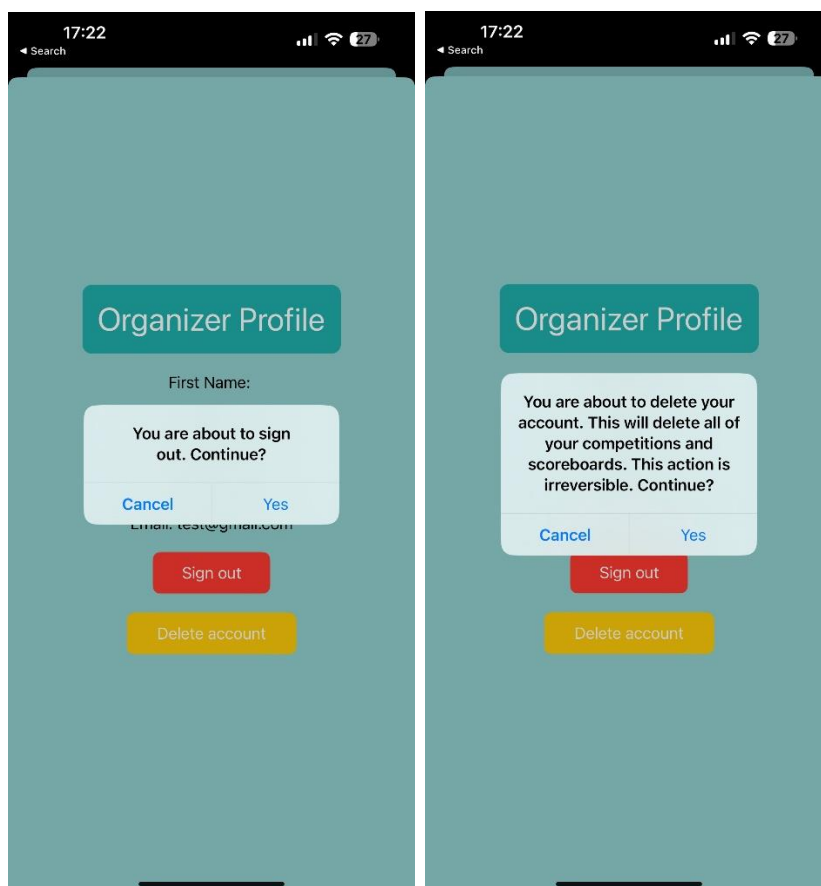 17:22
◄ Search
27
Organizer Profile
First Name:
You are about to sign
out. Continue?
Cancel Yes
Email: test@gmail.com
Sign out
Delete account
17:22
◄ Search
27
Organizer Profile
You are about to delete your
account. This will delete all of
your competitions and
scoreboards. This action is
irreversible. Continue?
Cancel Yes
Sign out
Delete account